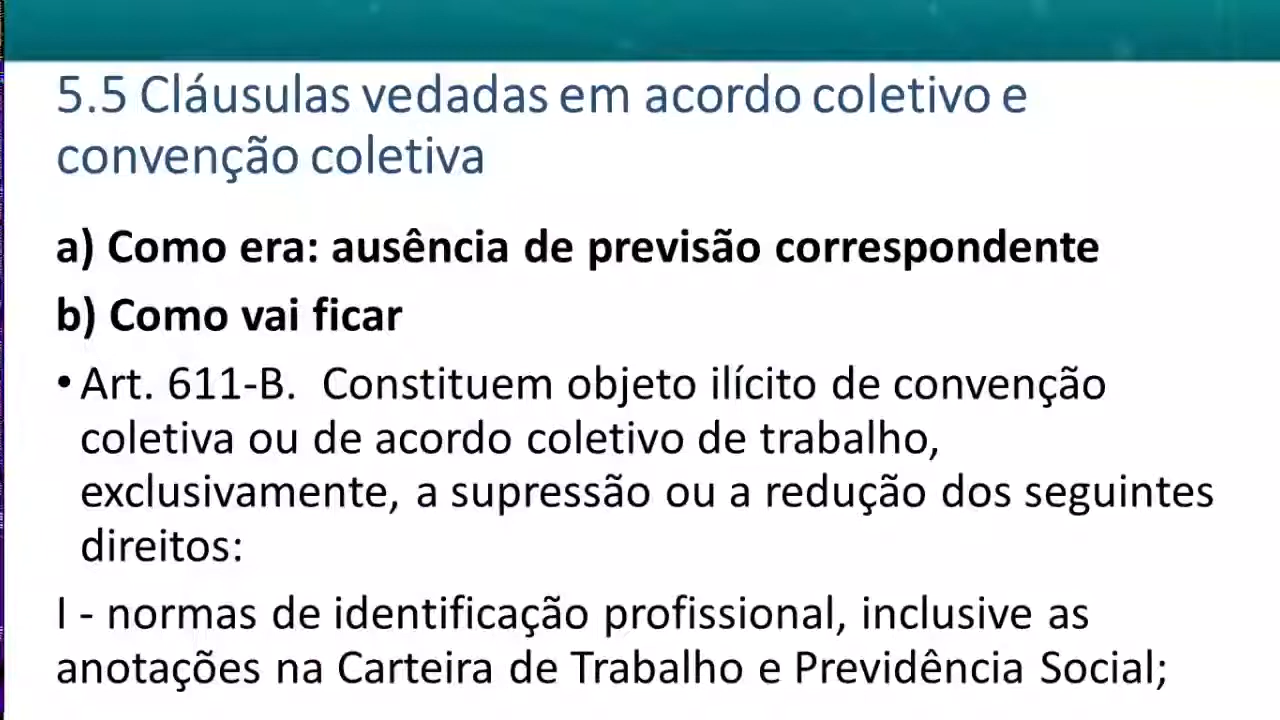 5.5 Cláusulas vedadas em acordo coletivo e
convenção coletiva
a) Como era: ausência de previsão correspondente
b) Como vai ficar
• Art. 611-B.  Constituem objeto ilícito de convenção
coletiva ou de acordo coletivo de trabalho,
exclusivamente, a supressão ou a redução dos seguintes
direitos:
I - normas de identificação profissional, inclusive as
anotações na Carteira de Trabalho e Previdência Social;